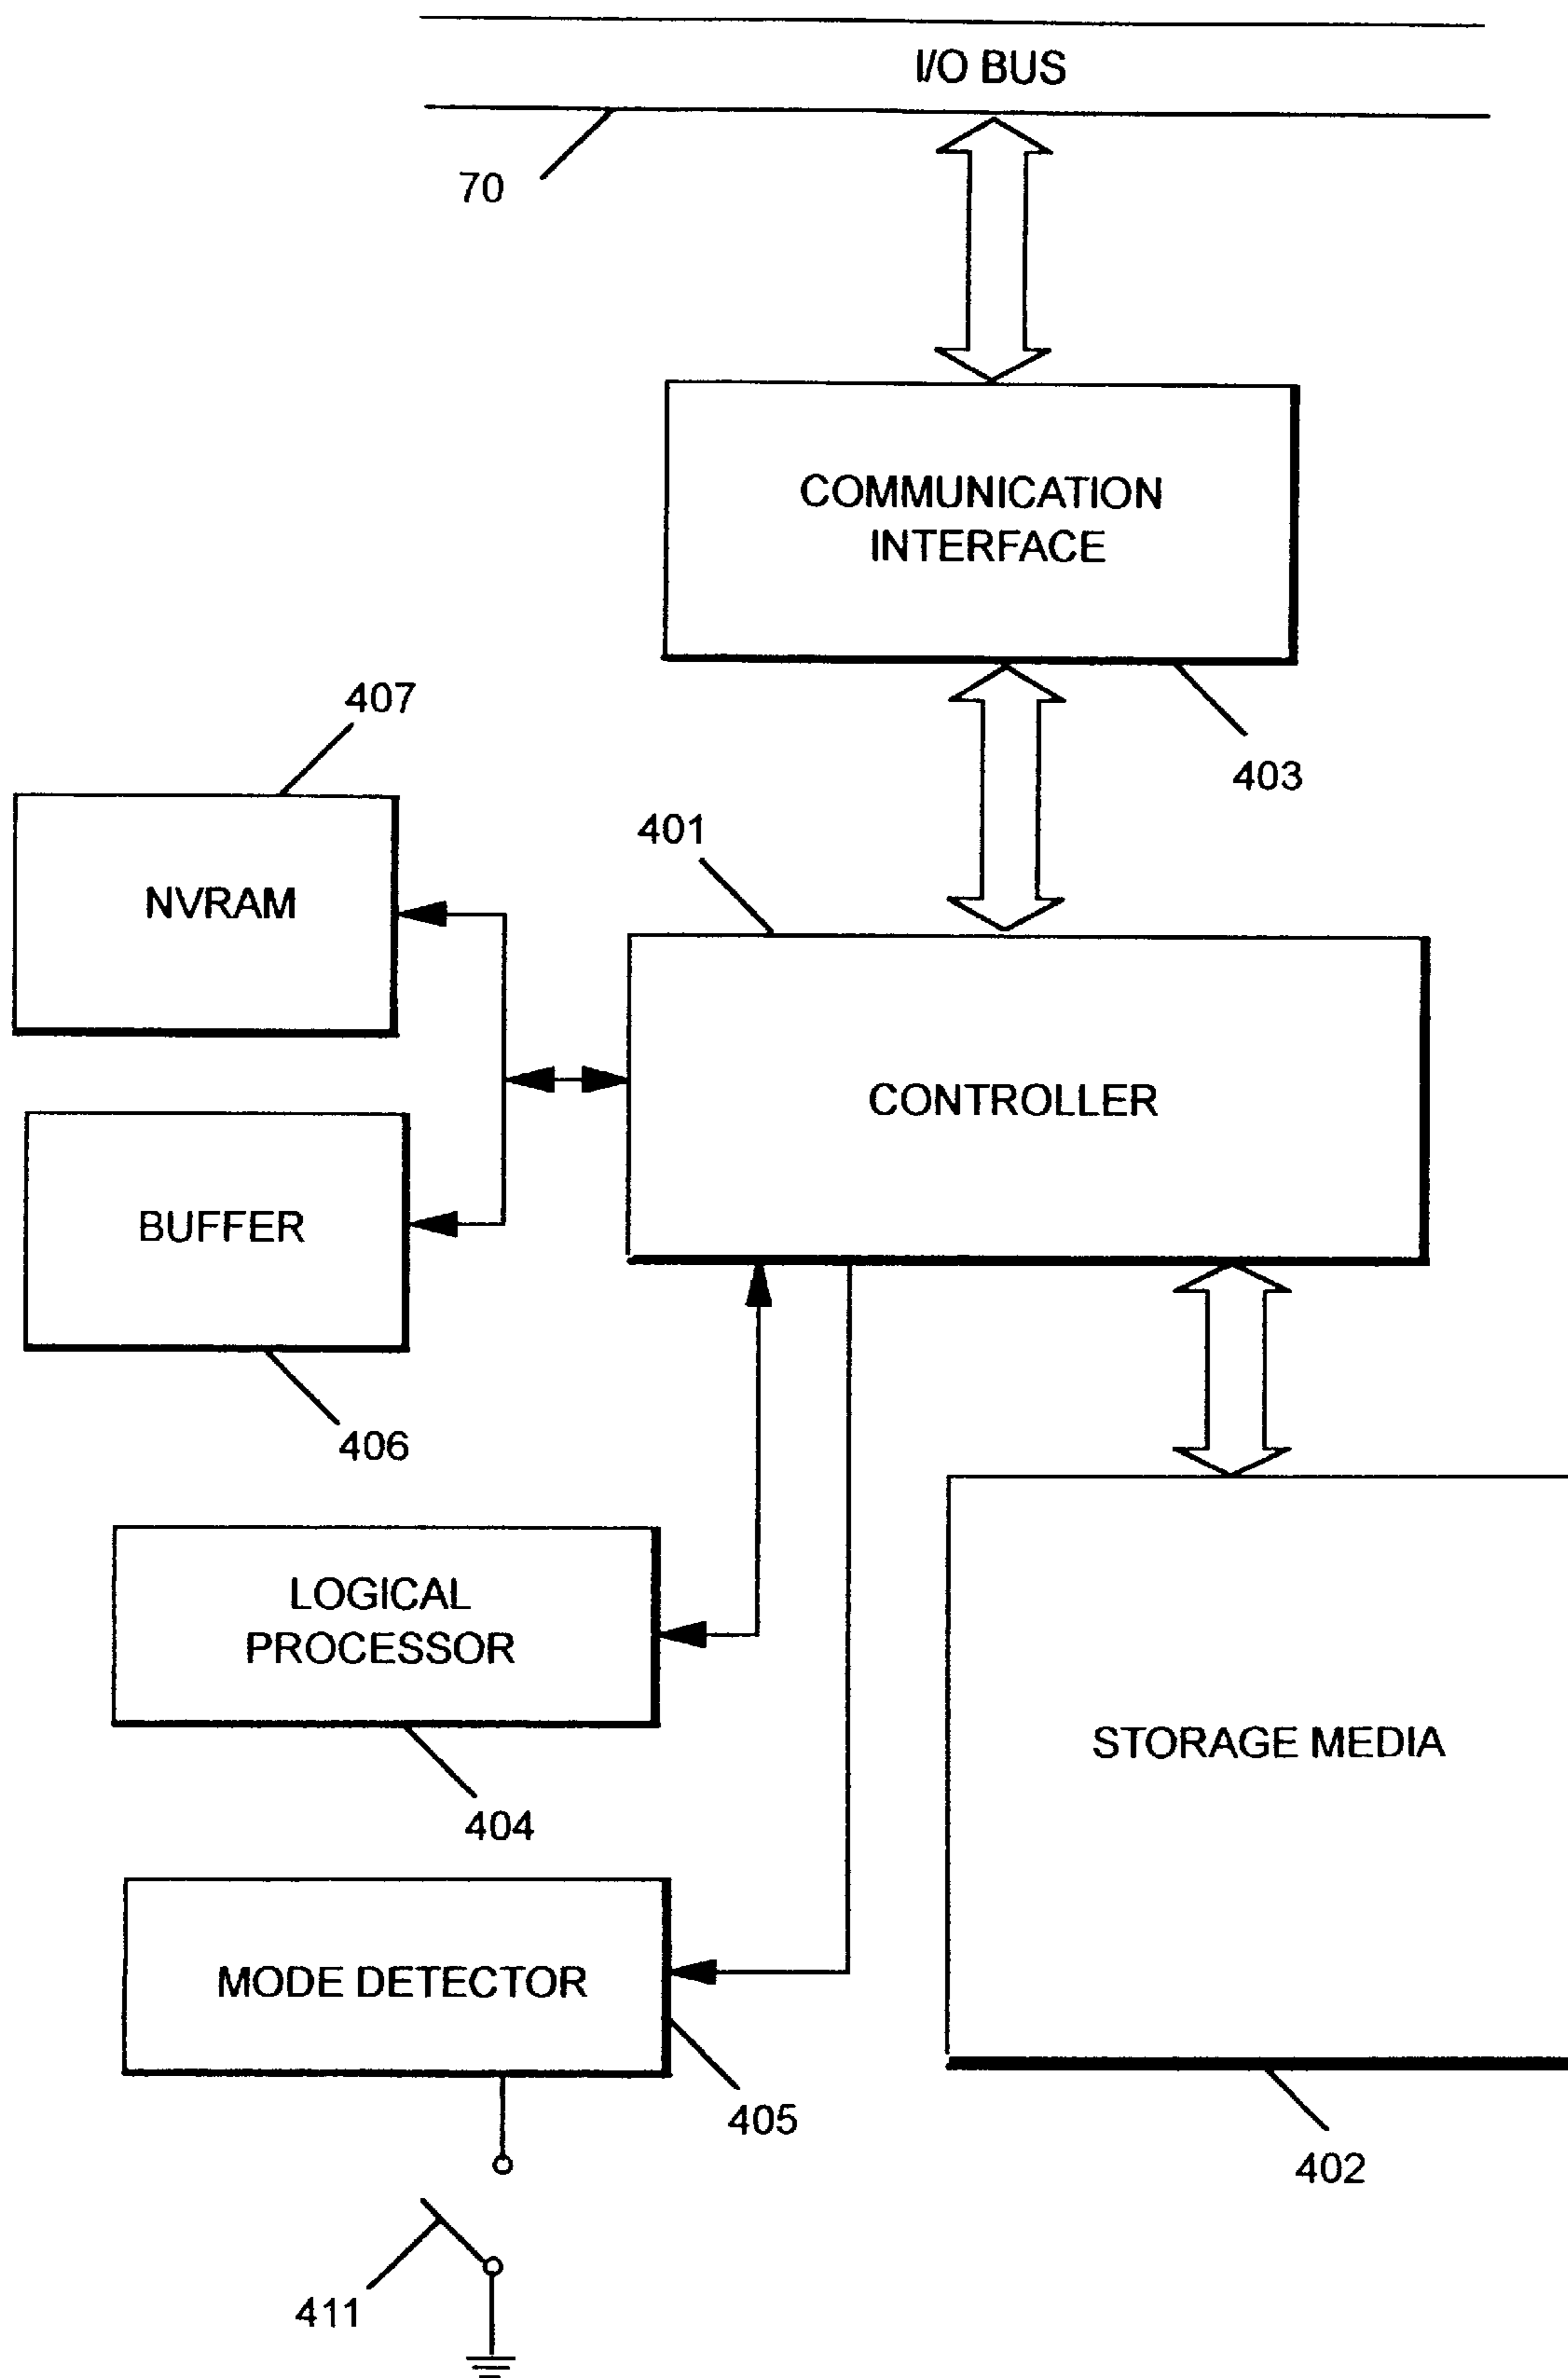 I/O BUS
70
COMMUNICATION
INTERFACE
403
407
NVRAM
401
CONTROLLER
BUFFER
406
LOGICAL
PROCESSOR
404
STORAGE MEDIA
402
MODE DETECTOR
405
411